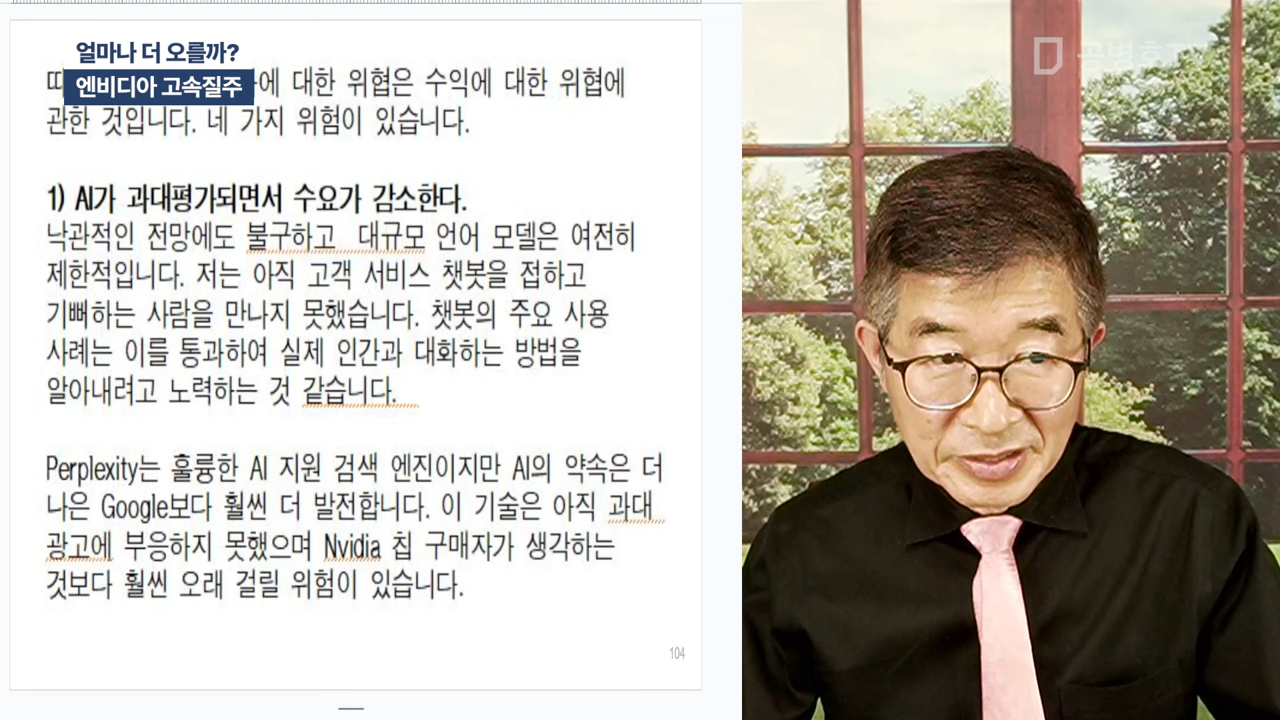 얼마나 더 오를까?
엔비디아 고속질주
에 대한 위협은 수익에 대한 위협에
관한 것입니다. 네 가지 위험이 있습니다.
1) AI가 과대평가되면서 수요가 감소한다.
낙관적인 전망에도 불구하고 대규모 언어 모델은 여전히
제한적입니다. 저는 아직 고객 서비스 챗봇을 접하고
기뻐하는 사람을 만나지 못했습니다. 챗봇의 주요 사용
사례는 이를 통과하여 실제 인간과 대화하는 방법을
알아내려고 노력하는 것 같습니다.
Perplexity는 훌륭한 AI 지원 검색 엔진이지만 AI의 약속은 더
나은 Google보다 훨씬 더 발전합니다. 이 기술은 아직 과대
광고에 부응하지 못했으며 Nvidia 칩 구매자가 생각하는
것보다 훨씬 오래 걸릴 위험이 있습니다.
104